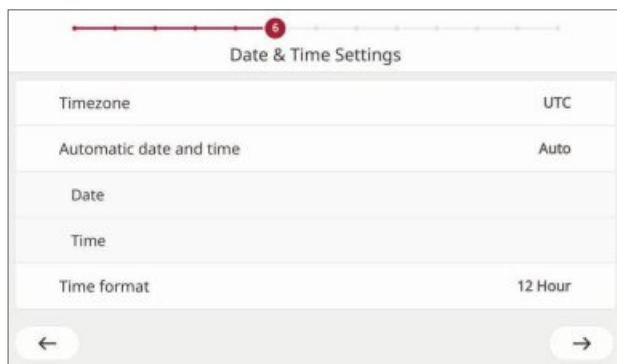 6
Date & Time Settings
Timezone UTC
Automatic date and time Auto
Date
Time
Time format 12 Hour